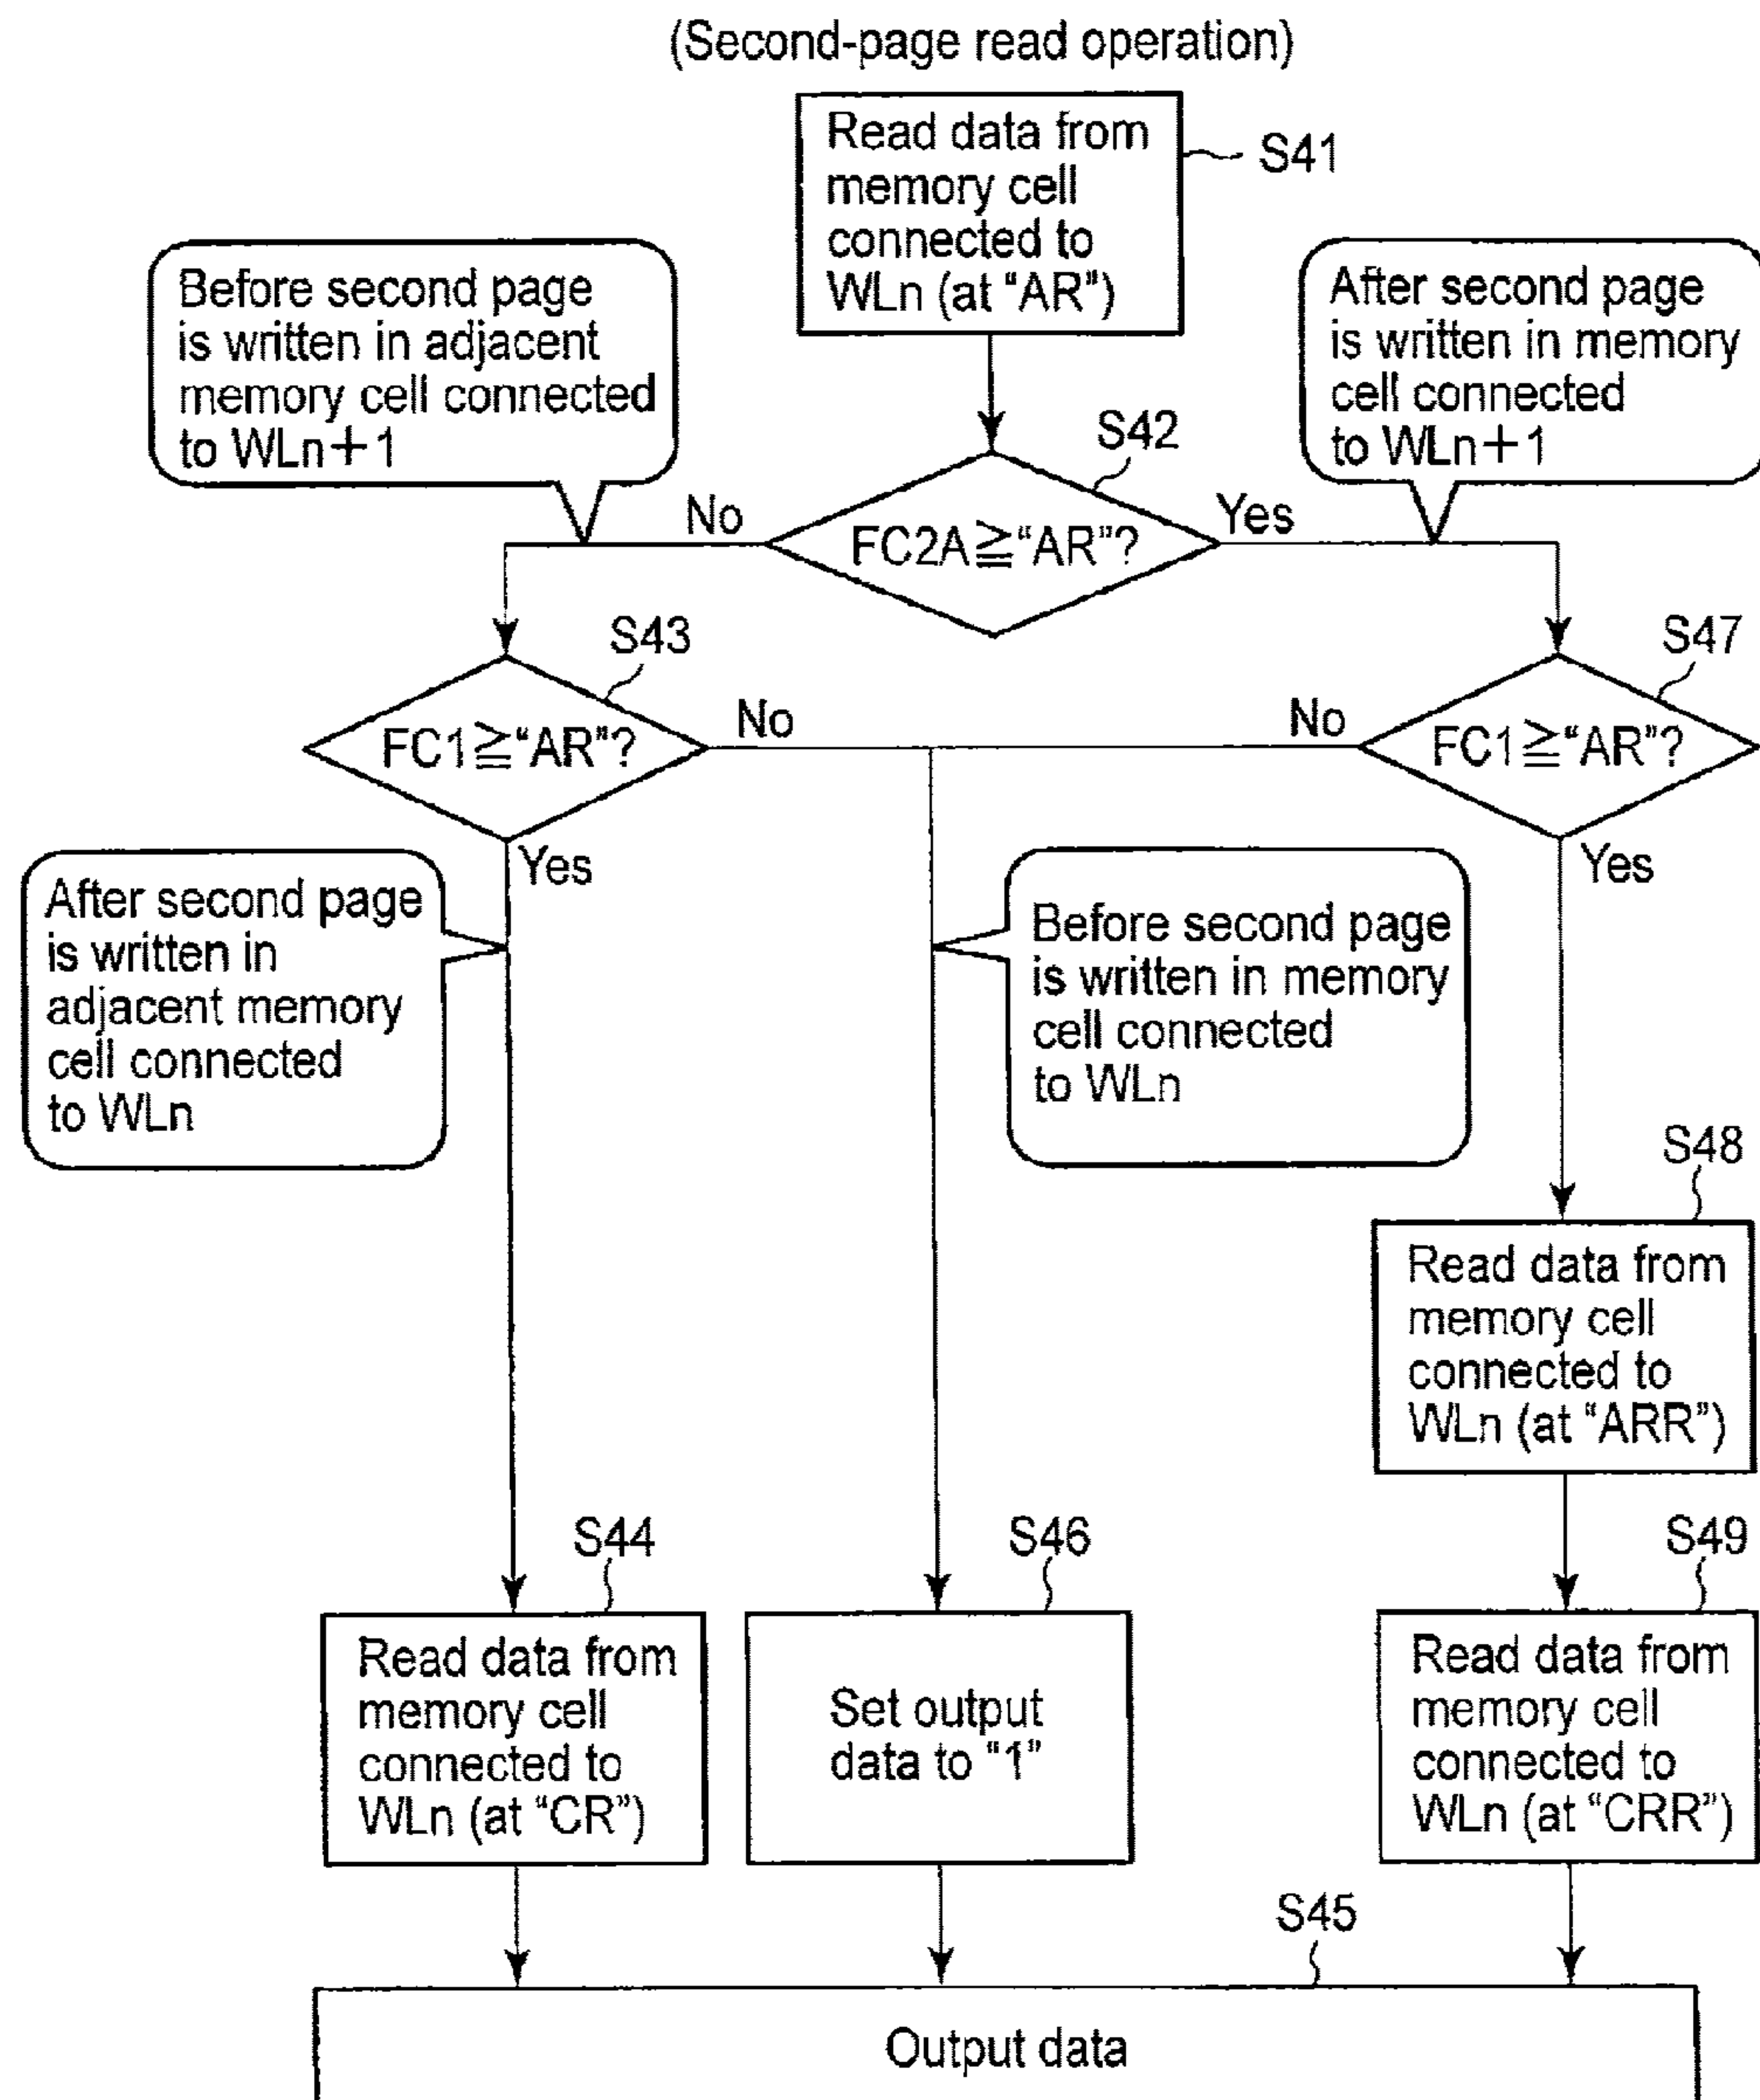 (Second-page read operation)
Read data from
memory cell
connected to
WLn (at “AR”)
S41
Before second page
is written in adjacent
memory cell connected
to WLn+1
After second page
is written in memory
cell connected
to WLn+1
S42
No
FC2A≧“AR”?
Yes
S43
FC1≧“AR”?
No
Yes
S47
No
FC1≧“AR”?
Yes
After second page
is written in
adjacent memory
cell connected
to WLn
Before second page
is written in memory
cell connected
to WLn
S48
Read data from
memory cell
connected to
WLn (at “ARR”)
S44
Read data from
memory cell
connected to
WLn (at “CR”)
S46
Set output
data to “1”
S49
Read data from
memory cell
connected to
WLn (at “CRR”)
S45
Output data